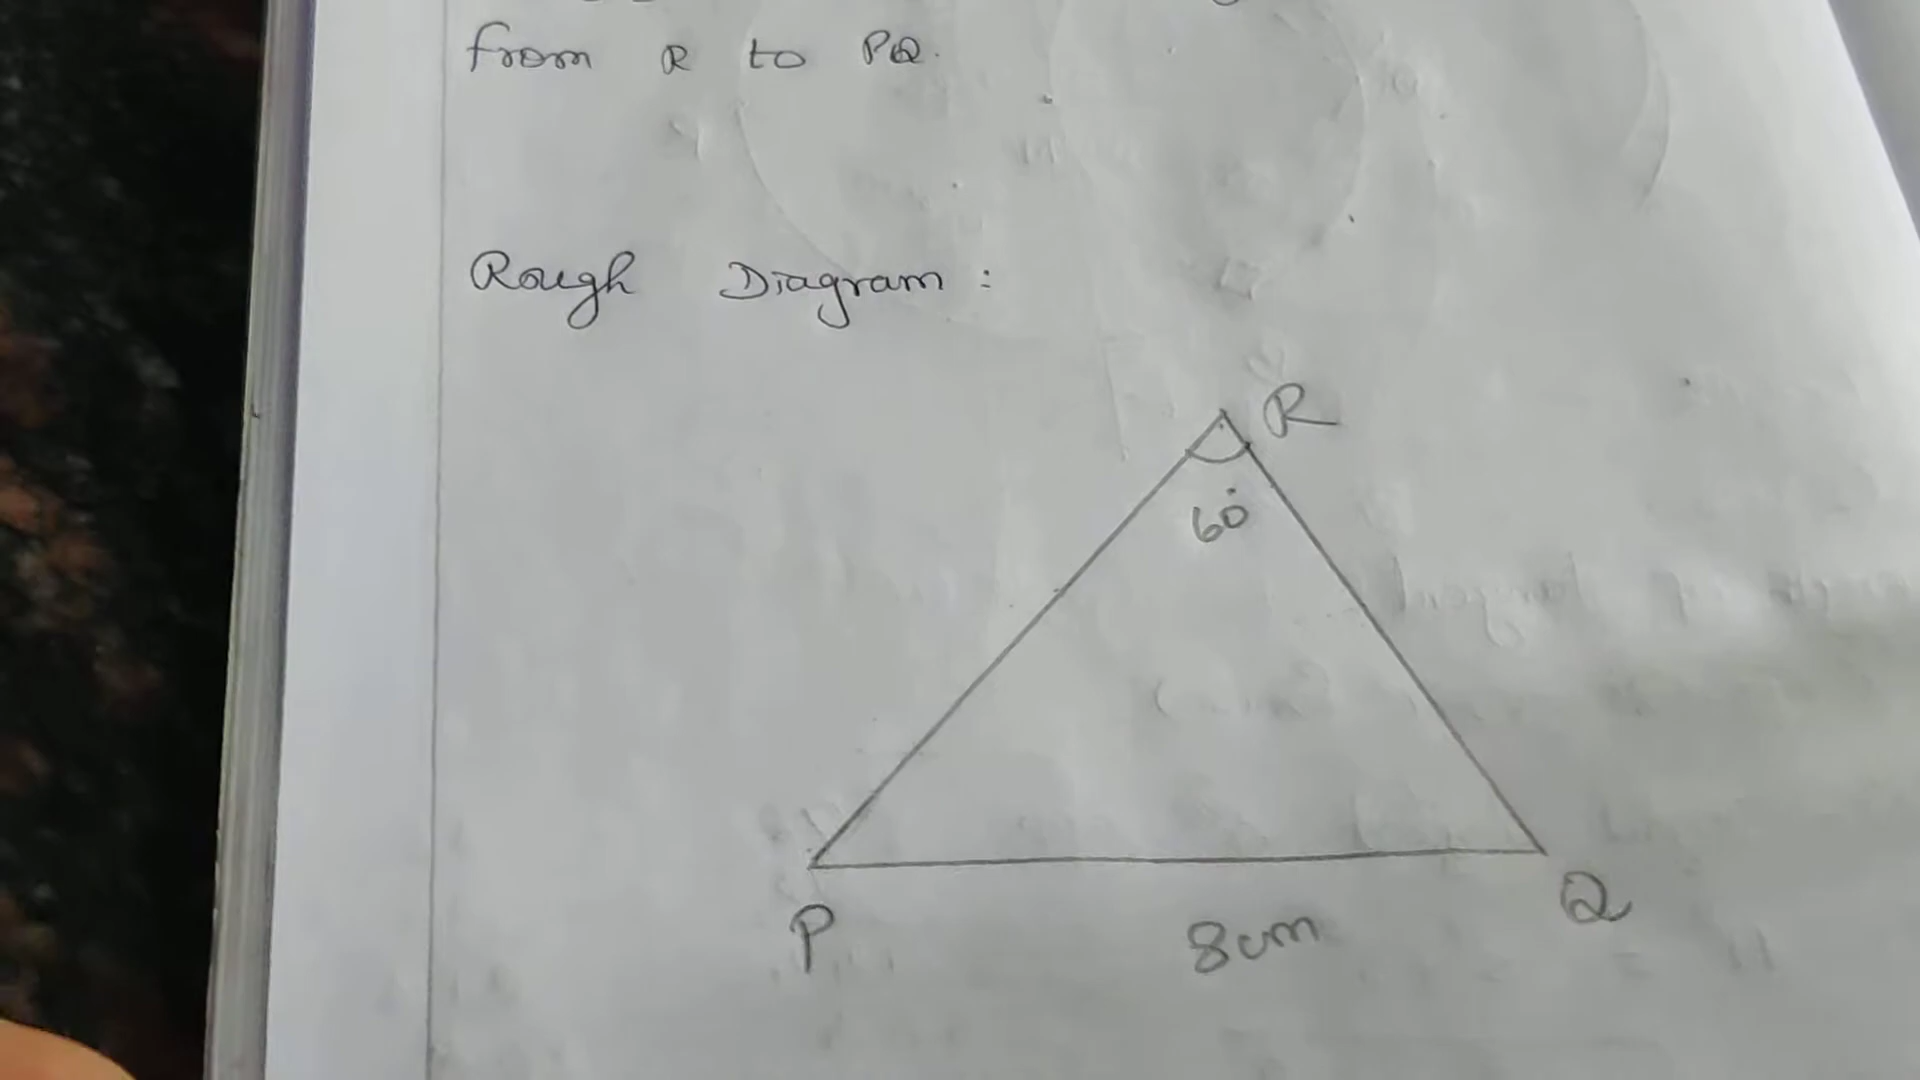 from R to PQ.
Rough Diagram :
R
60°
P
Q
8cm